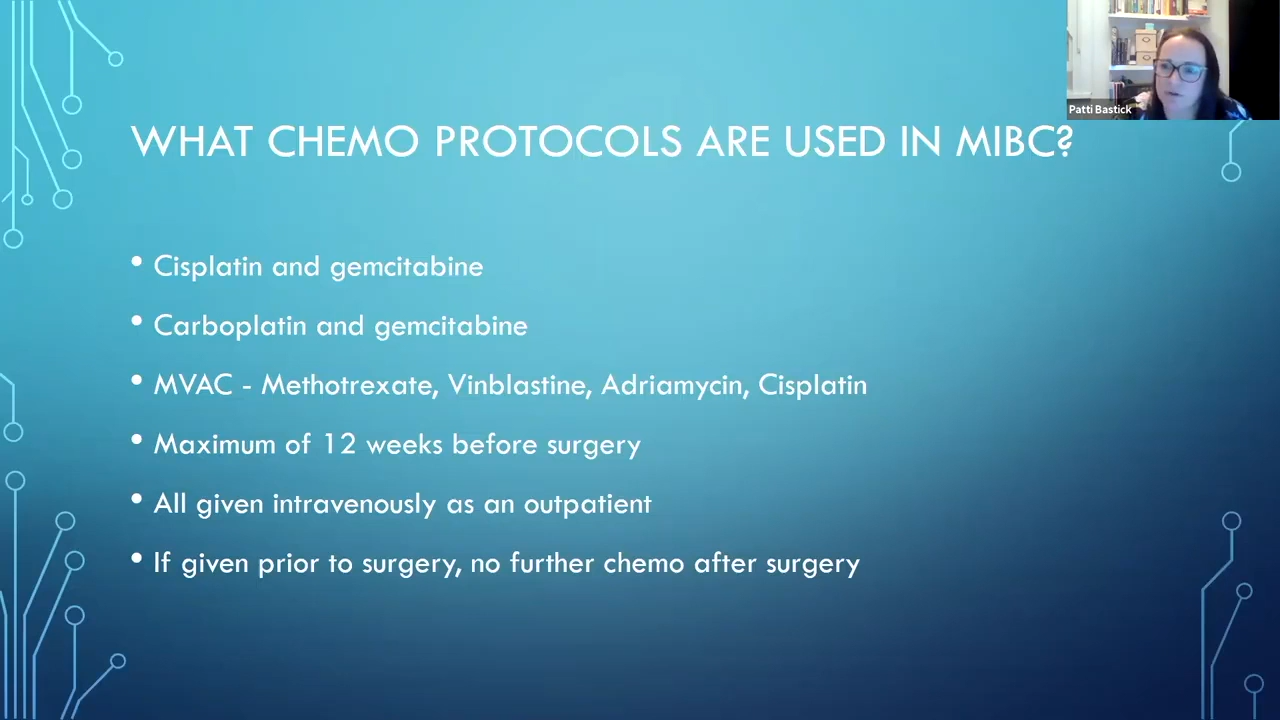 Patti Bastick
WHAT CHEMO PROTOCOLS ARE USED IN MIBC?
• Cisplatin and gemcitabine
• Carboplatin and gemcitabine
• MVAC - Methotrexate, Vinblastine, Adriamycin, Cisplatin
• Maximum of 12 weeks before surgery
• All given intravenously as an outpatient
• If given prior to surgery, no further chemo after surgery